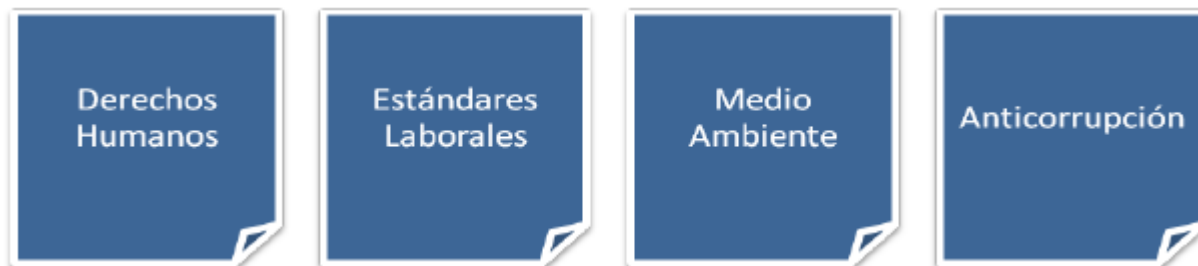 Derechos
Humanos
Estándares
Laborales
Medio
Ambiente
Anticorrupción